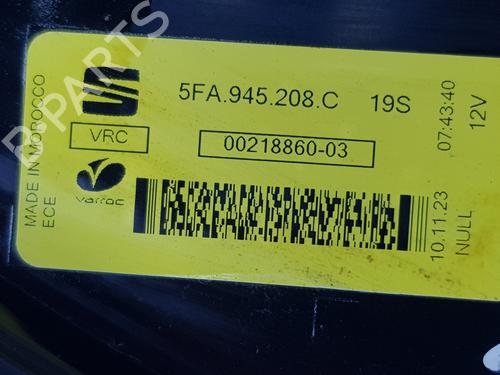 5FA.945.208.C 19S
VRC
00218860-03
varroc
MADE IN MOROCCO
ECE
07:43:40
12V
10.11.23
NULL
B-PARTS